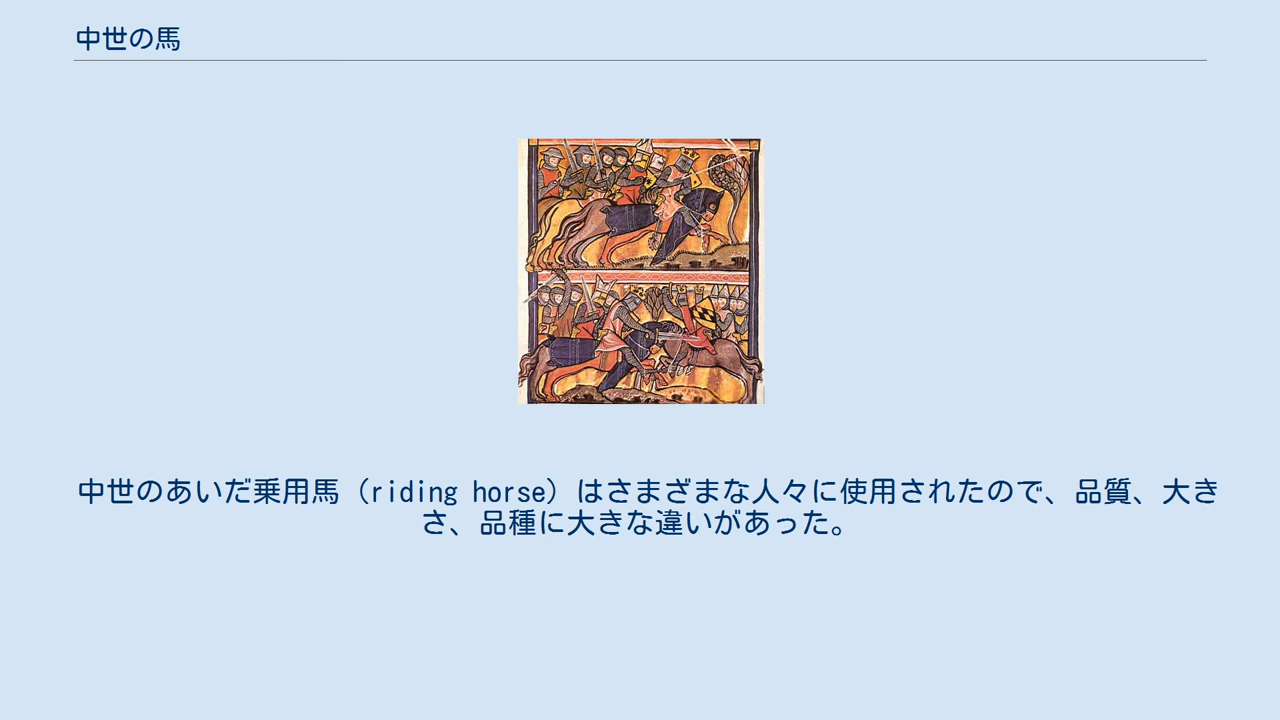 中世の馬
中世のあいだ乗用馬（riding horse）はさまざまな人々に使用されたので、品質、大き
さ、品種に大きな違いがあった。